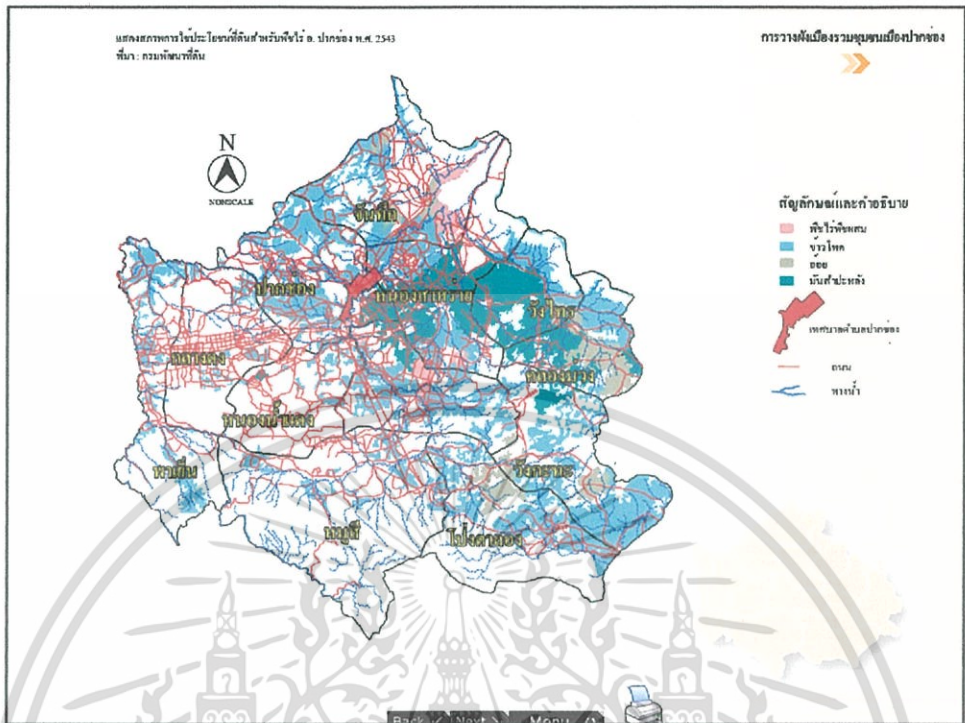 แสดงสภาพการใช้ประโยชน์ที่ดินสำหรับพืชไร่ อ. ปากช่อง พ.ศ. 2543
ที่มา : กรมพัฒนาที่ดิน
การวางผังเมืองรวมชุมชนเมืองปากช่อง
N
NONSCALE
สัญลักษณ์และคำอธิบาย
พืชไร่พืชผสม
ข้าวโพด
อ้อย
มันสำปะหลัง
เทศบาลตำบลปากช่อง
ถนน
ทางน้ำ
จันทึก
ปากช่อง
หนองสาหร่าย
วังไทร
กลางดง
คลองม่วง
หนองน้ำแดง
พญาเย็น
วังกะทะ
หมูสี
โป่งตาลอง
Back
Next
Menu